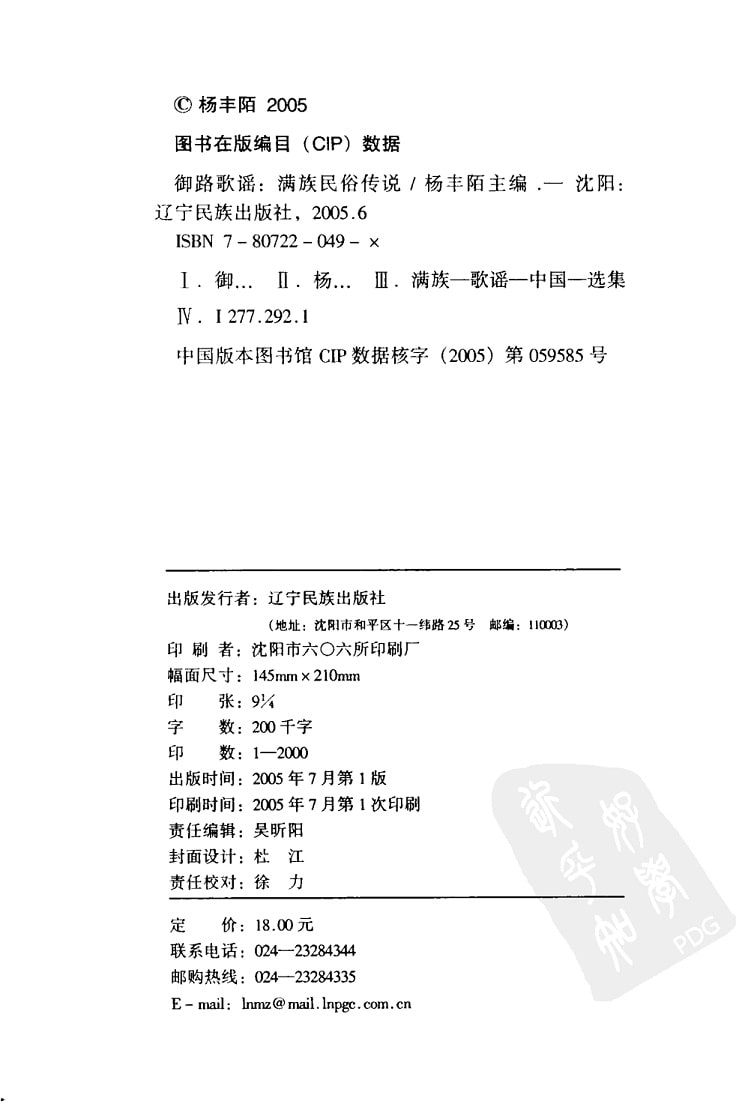 © 杨丰陌 2005
图书在版编目（CIP）数据
御路歌谣：满族民俗传说 / 杨丰陌主编 .— 沈阳：
辽宁民族出版社，2005.6
ISBN 7－80722－049－×
Ⅰ. 御… Ⅱ. 杨… Ⅲ. 满族—歌谣—中国—选集
Ⅳ. I 277.292.1
中国版本图书馆 CIP 数据核字（2005）第 059585 号
出版发行者：辽宁民族出版社
（地址：沈阳市和平区十一纬路 25 号 邮编：110003）
印 刷 者：沈阳市六〇六所印刷厂
幅面尺寸：145mm × 210mm
印 张：9¼
字 数：200 千字
印 数：1—2000
出版时间：2005 年 7 月第 1 版
印刷时间：2005 年 7 月第 1 次印刷
责任编辑：吴昕阳
封面设计：杜 江
责任校对：徐 力
定 价：18.00 元
联系电话：024—23284344
邮购热线：024—23284335
E－mail：lnmz@mail.lnpgc.com.cn
PDG